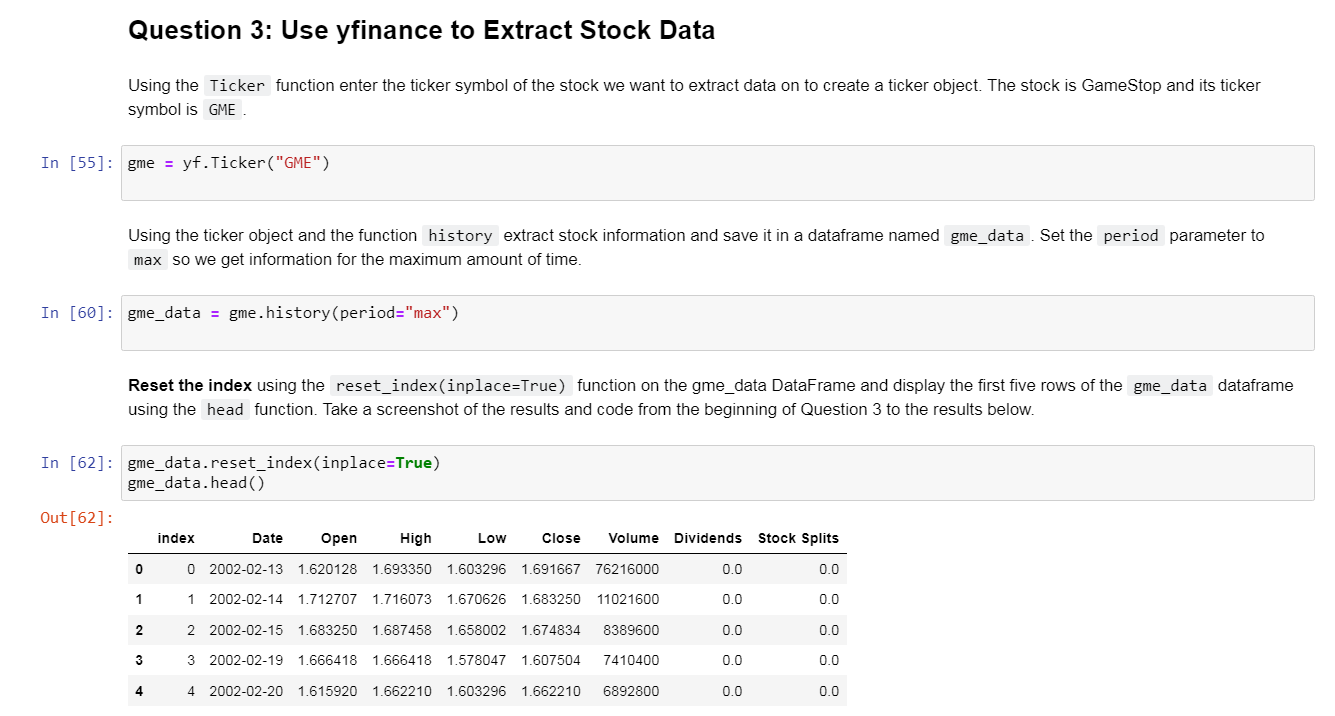 Question 3: Use yfinance to Extract Stock Data
Using the Ticker function enter the ticker symbol of the stock we want to extract data on to create a ticker object. The stock is GameStop and its ticker
symbol is GME .
In [55]: gme = yf.Ticker("GME")
Using the ticker object and the function history extract stock information and save it in a dataframe named gme_data . Set the period parameter to
max so we get information for the maximum amount of time.
In [60]: gme_data = gme.history(period="max")
Reset the index using the reset_index(inplace=True) function on the gme_data DataFrame and display the first five rows of the gme_data dataframe
using the head function. Take a screenshot of the results and code from the beginning of Question 3 to the results below.
In [62]: gme_data.reset_index(inplace=True)
gme_data.head()
Out[62]:
index Date Open High Low Close Volume Dividends Stock Splits
0 0 2002-02-13 1.620128 1.693350 1.603296 1.691667 76216000 0.0 0.0
1 1 2002-02-14 1.712707 1.716073 1.670626 1.683250 11021600 0.0 0.0
2 2 2002-02-15 1.683250 1.687458 1.658002 1.674834 8389600 0.0 0.0
3 3 2002-02-19 1.666418 1.666418 1.578047 1.607504 7410400 0.0 0.0
4 4 2002-02-20 1.615920 1.662210 1.603296 1.662210 6892800 0.0 0.0